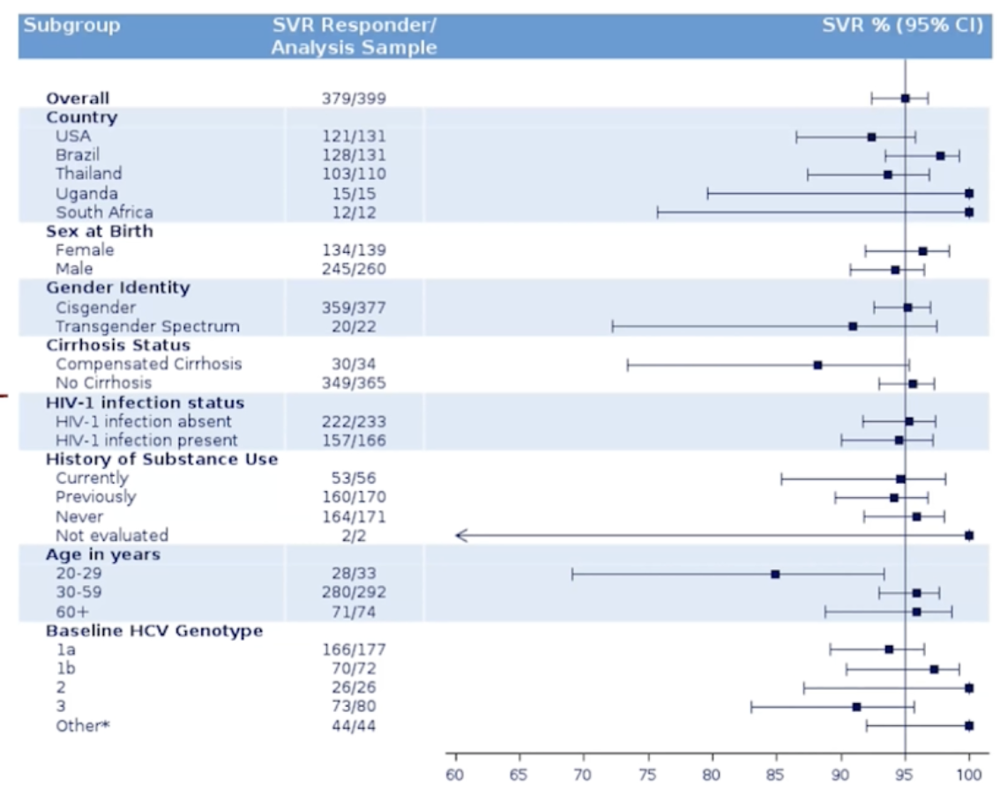 Subgroup SVR Responder/ SVR % (95% CI)
Analysis Sample
Overall 379/399
Country
USA 121/131
Brazil 128/131
Thailand 103/110
Uganda 15/15
South Africa 12/12
Sex at Birth
Female 134/139
Male 245/260
Gender Identity
Cisgender 359/377
Transgender Spectrum 20/22
Cirrhosis Status
Compensated Cirrhosis 30/34
No Cirrhosis 349/365
HIV-1 infection status
HIV-1 infection absent 222/233
HIV-1 infection present 157/166
History of Substance Use
Currently 53/56
Previously 160/170
Never 164/171
Not evaluated 2/2
Age in years
20-29 28/33
30-59 280/292
60+ 71/74
Baseline HCV Genotype
1a 166/177
1b 70/72
2 26/26
3 73/80
Other* 44/44
60 65 70 75 80 85 90 95 100